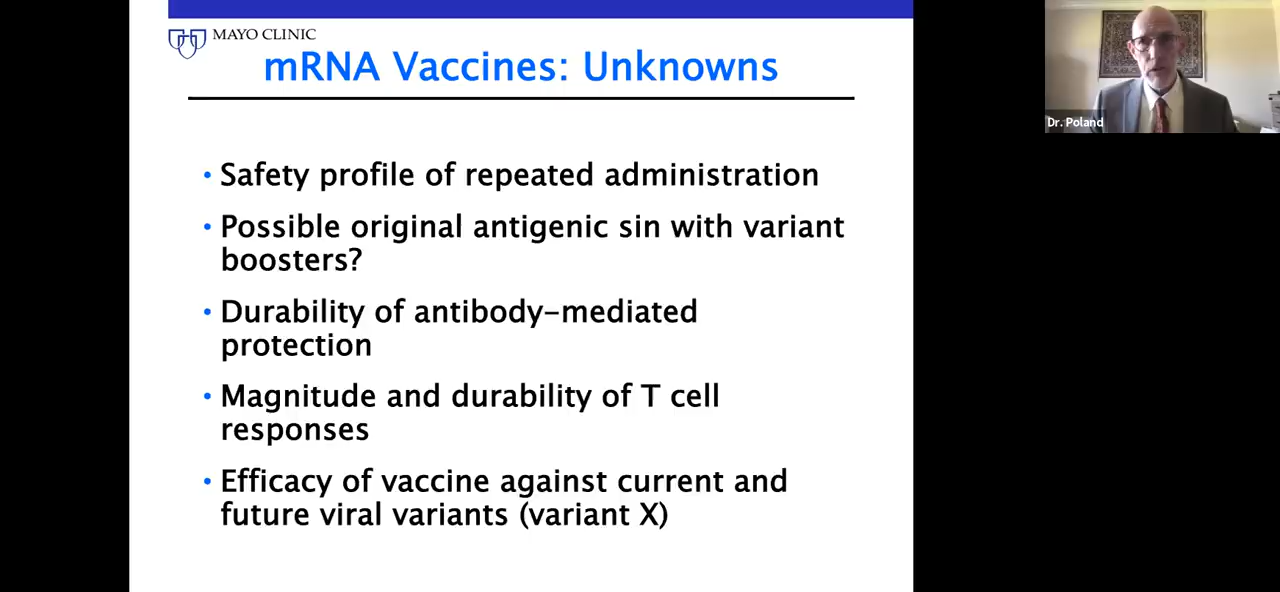 MAYO CLINIC
mRNA Vaccines: Unknowns
• Safety profile of repeated administration
• Possible original antigenic sin with variant
boosters?
• Durability of antibody-mediated
protection
• Magnitude and durability of T cell
responses
• Efficacy of vaccine against current and
future viral variants (variant X)
Dr. Poland